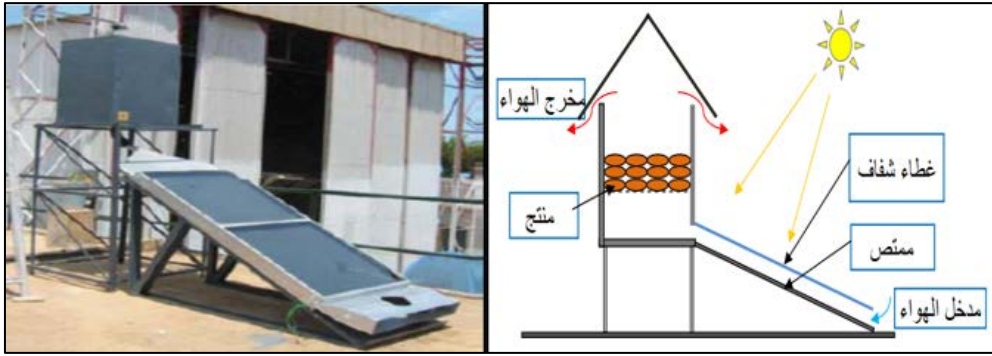 مخرج الهواء
غطاء شفاف
منتج
ممتص
مدخل الهواء